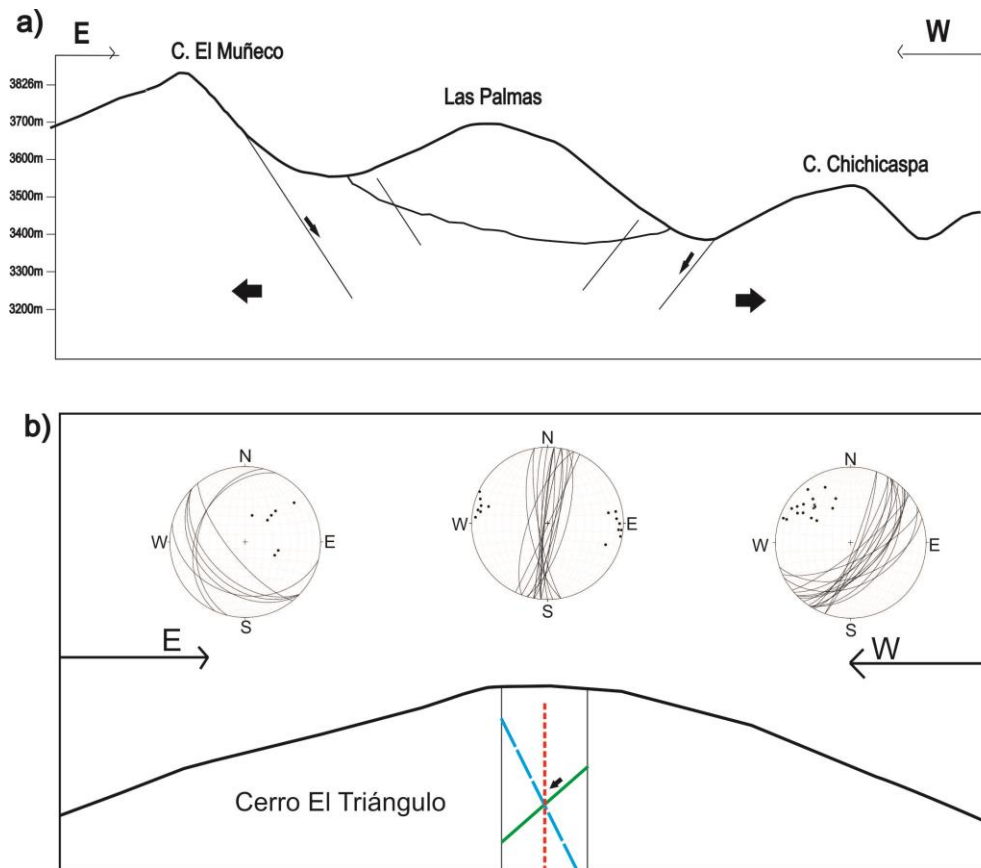 a)
E
W
C. El Muñeco
Las Palmas
C. Chichicaspa
3826m
3700m
3600m
3500m
3400m
3300m
3200m
b)
N
N
N
W
E
W
E
W
E
S
S
S
E
W
Cerro El Triángulo